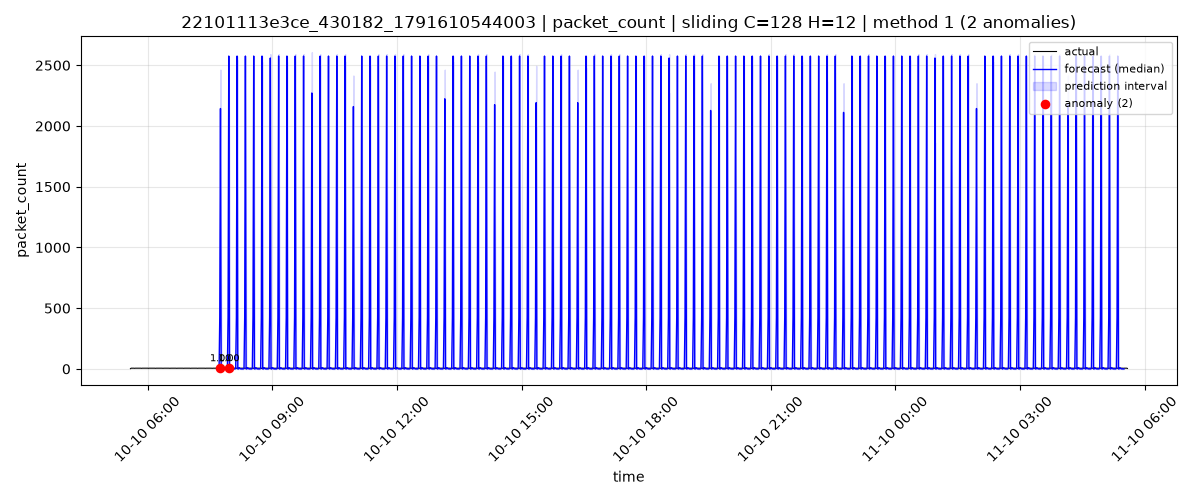 22101113e3ce_430182_1791610544003 | packet_count | sliding C=128 H=12 | method 1 (2 anomalies)
actual
forecast (median)
prediction interval
anomaly (2)
packet_count
2500
2000
1500
1000
500
0
10-10 06:00
10-10 09:00
10-10 12:00
10-10 15:00
10-10 18:00
10-10 21:00
11-10 00:00
11-10 03:00
11-10 06:00
time